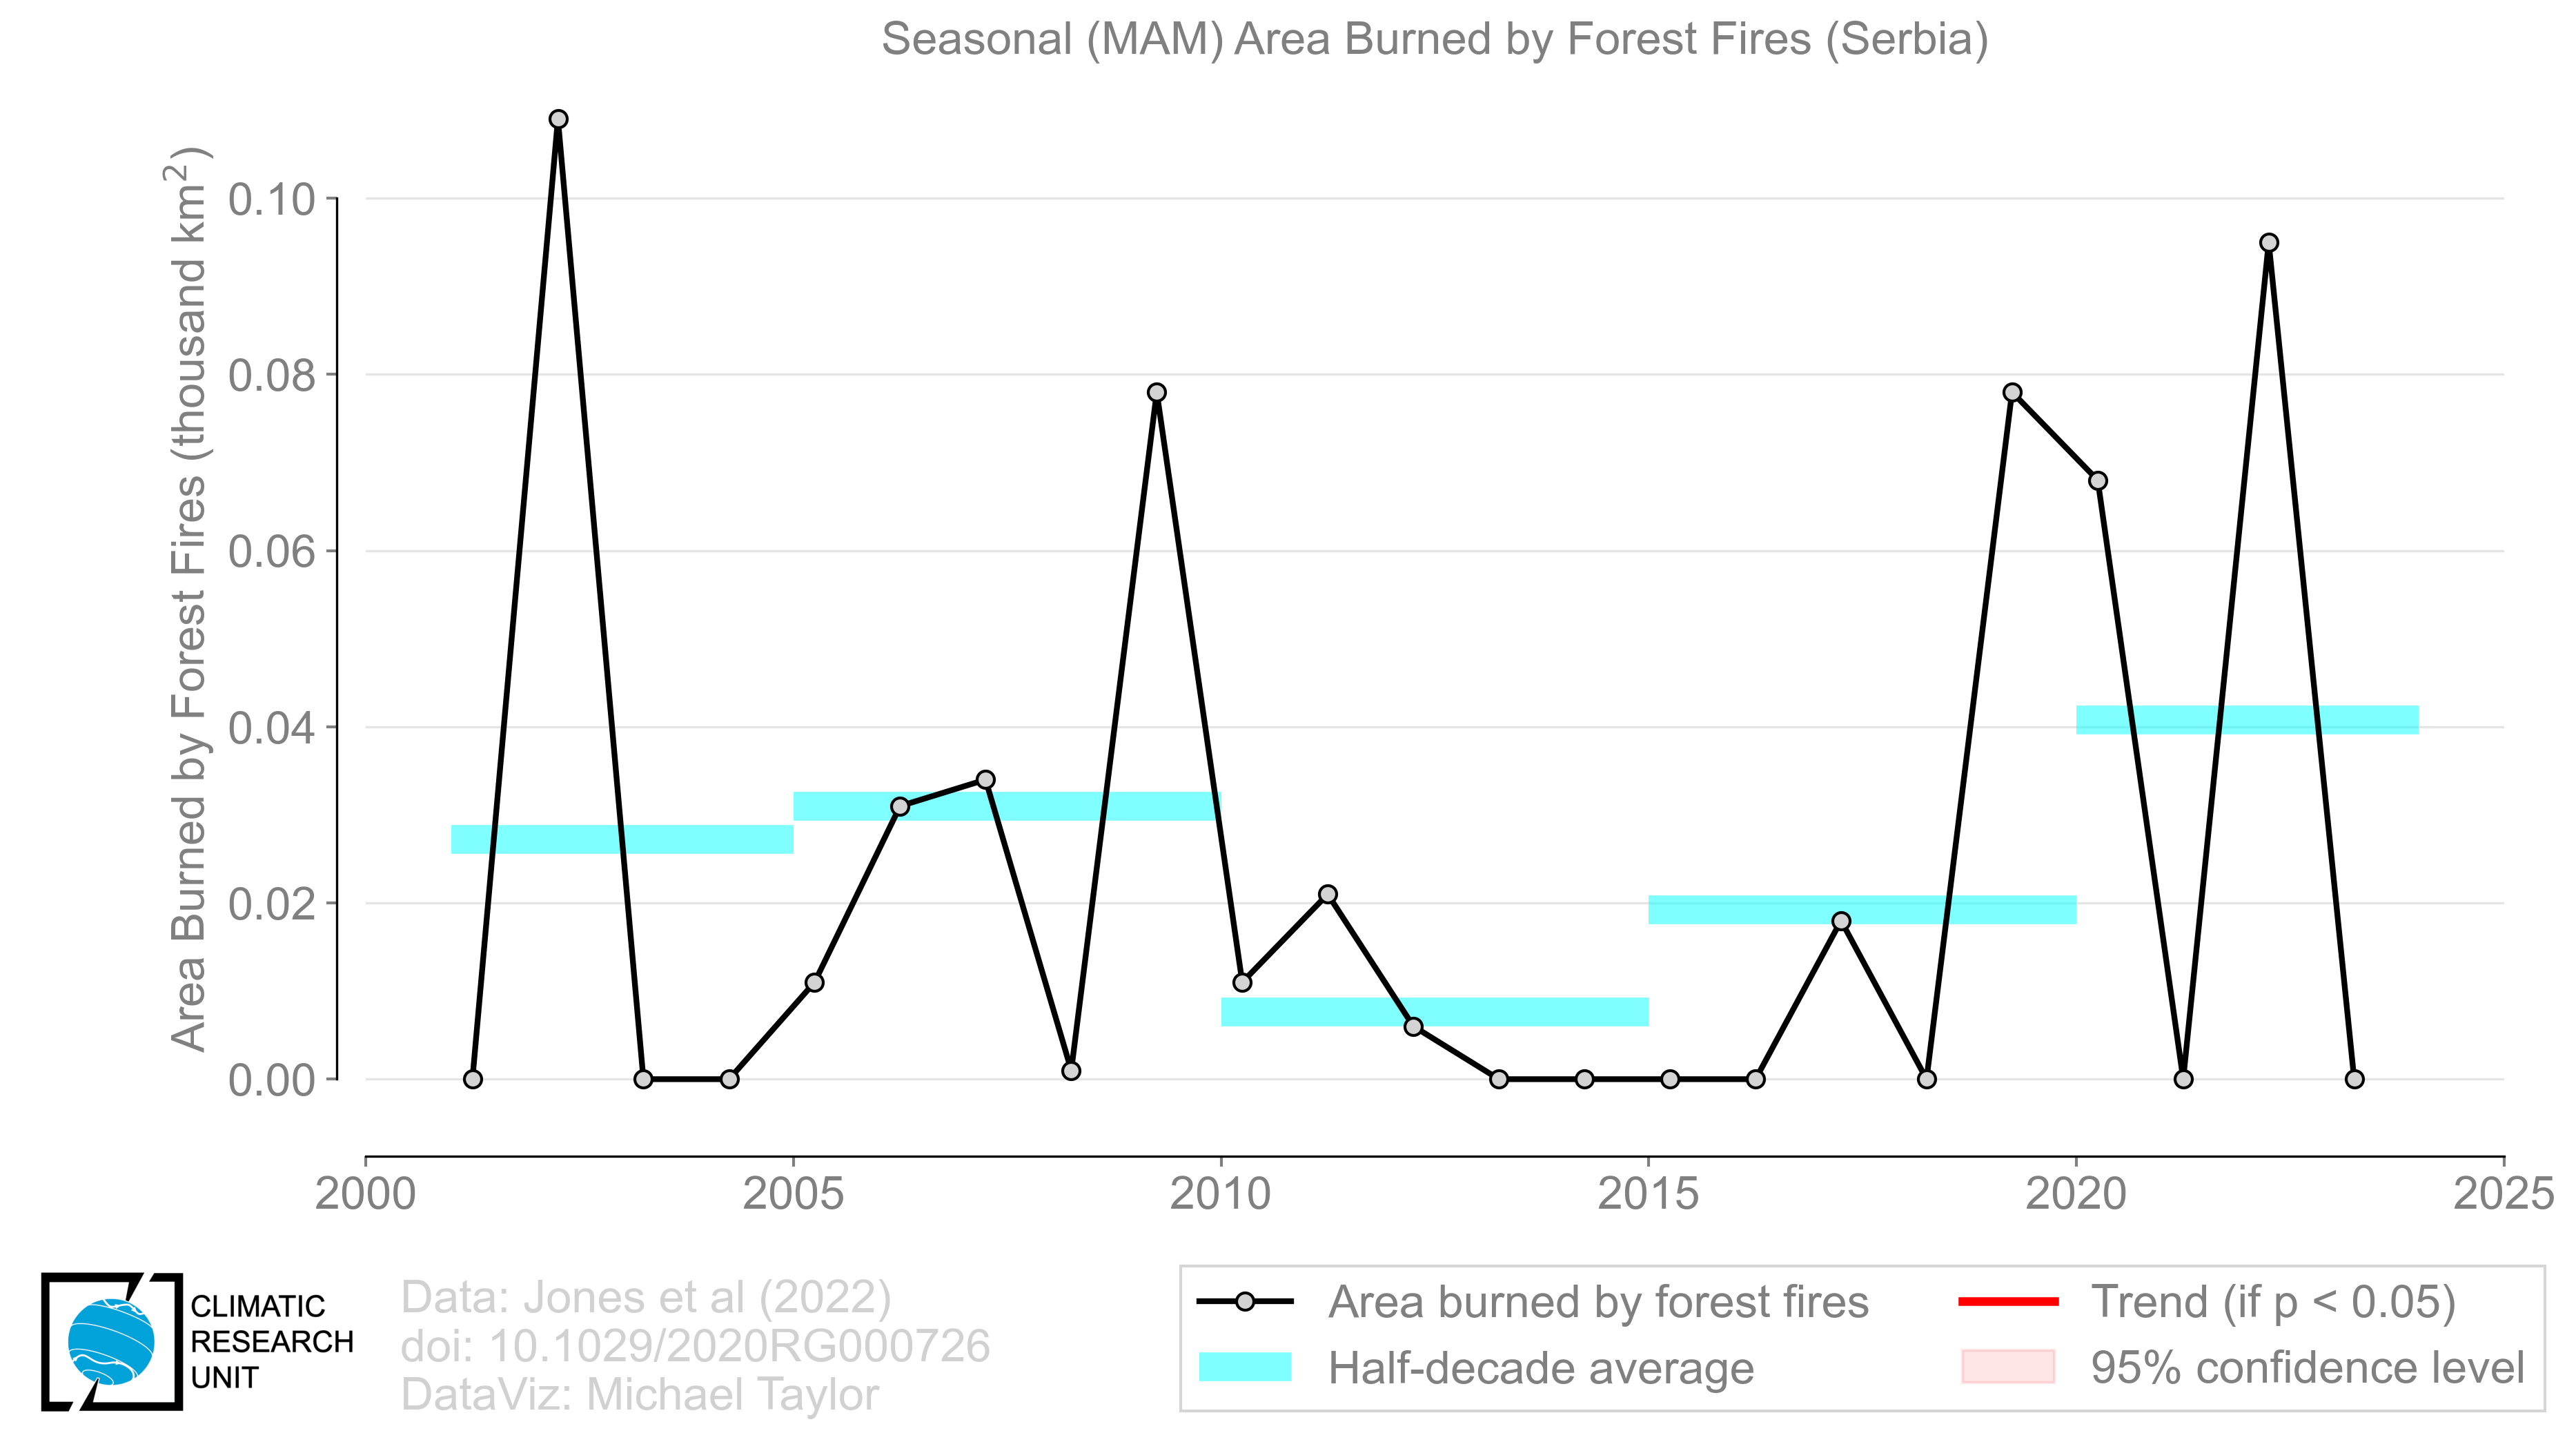 Seasonal (MAM) Area Burned by Forest Fires (Serbia)
Area Burned by Forest Fires (thousand km²)
0.10
0.08
0.06
0.04
0.02
0.00
2000 2005 2010 2015 2020 2025
CLIMATIC
RESEARCH
UNIT
Data: Jones et al (2022)
doi: 10.1029/2020RG000726
DataViz: Michael Taylor
Area burned by forest fires
Half-decade average
Trend (if p < 0.05)
95% confidence level